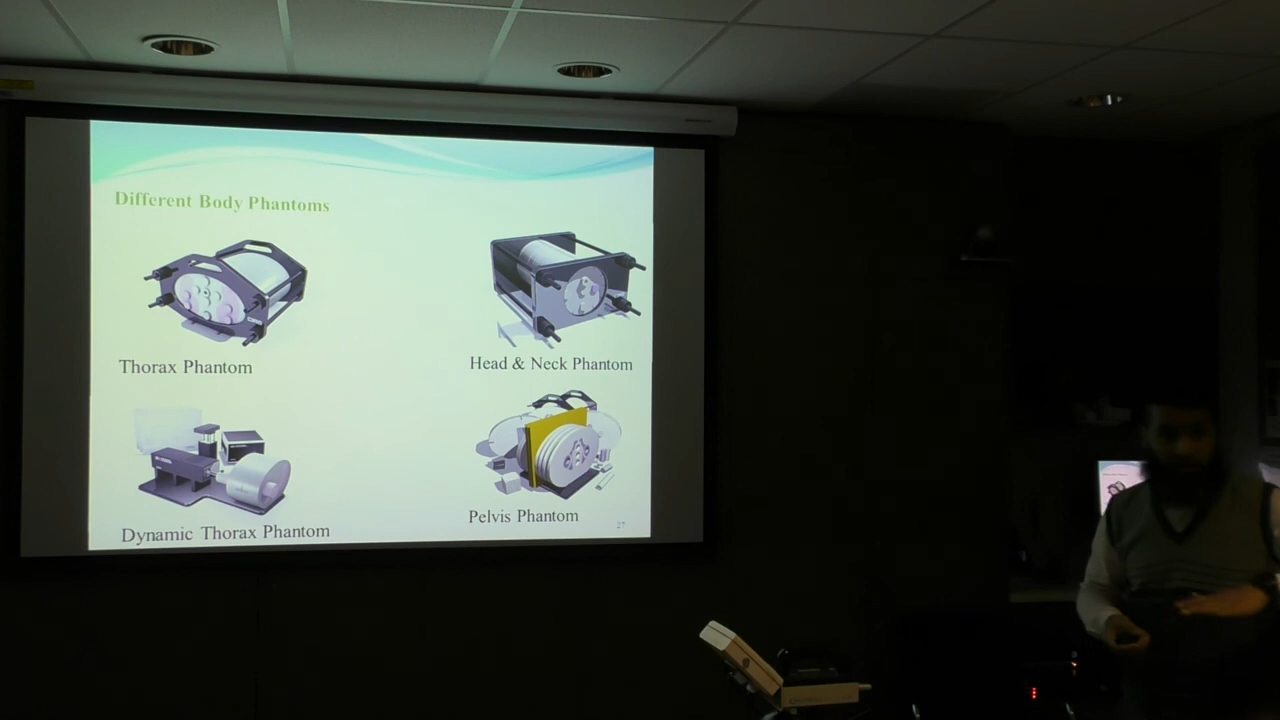 Different Body Phantoms
Thorax Phantom
Head & Neck Phantom
Dynamic Thorax Phantom
Pelvis Phantom
27